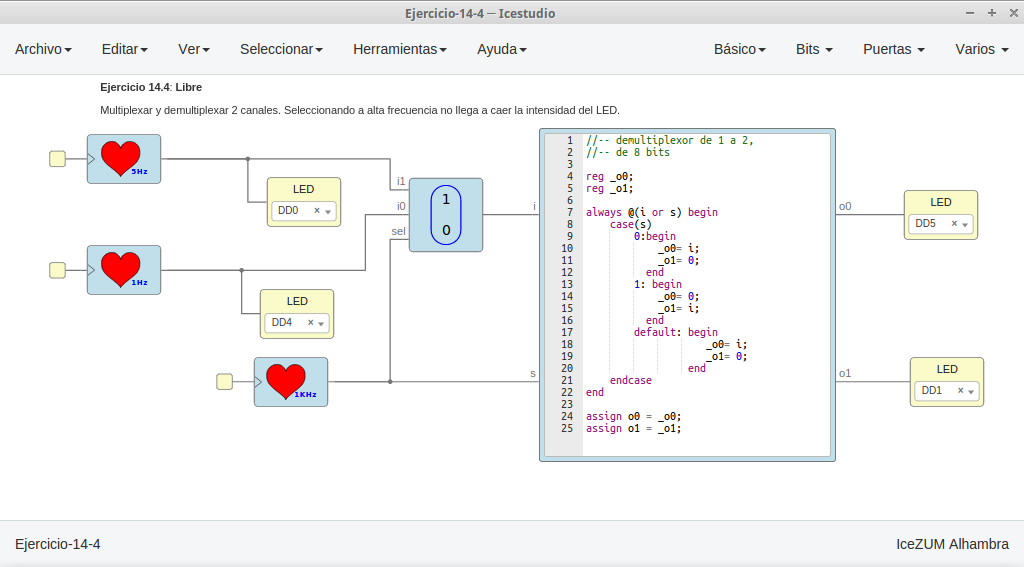 Ejercicio-14-4 — Icestudio
Archivo Editar Ver Seleccionar Herramientas Ayuda Básico Bits Puertas Varios
Ejercicio 14.4: Libre
Multiplexar y demultiplexar 2 canales. Seleccionando a alta frecuencia no llega a caer la intensidad del LED.
5Hz
LED
DD0
1Hz
LED
DD4
1KHz
i1
i0
sel
1
0
i
s
1 //-- demultiplexor de 1 a 2,
2 //-- de 8 bits
3
4 reg _o0;
5 reg _o1;
6
7 always @(i or s) begin
8 case(s)
9 0:begin
10 _o0= i;
11 _o1= 0;
12 end
13 1: begin
14 _o0= 0;
15 _o1= i;
16 end
17 default: begin
18 _o0= i;
19 _o1= 0;
20 end
21 endcase
22 end
23
24 assign o0 = _o0;
25 assign o1 = _o1;
o0
LED
DD5
o1
LED
DD1
Ejercicio-14-4 IceZUM Alhambra